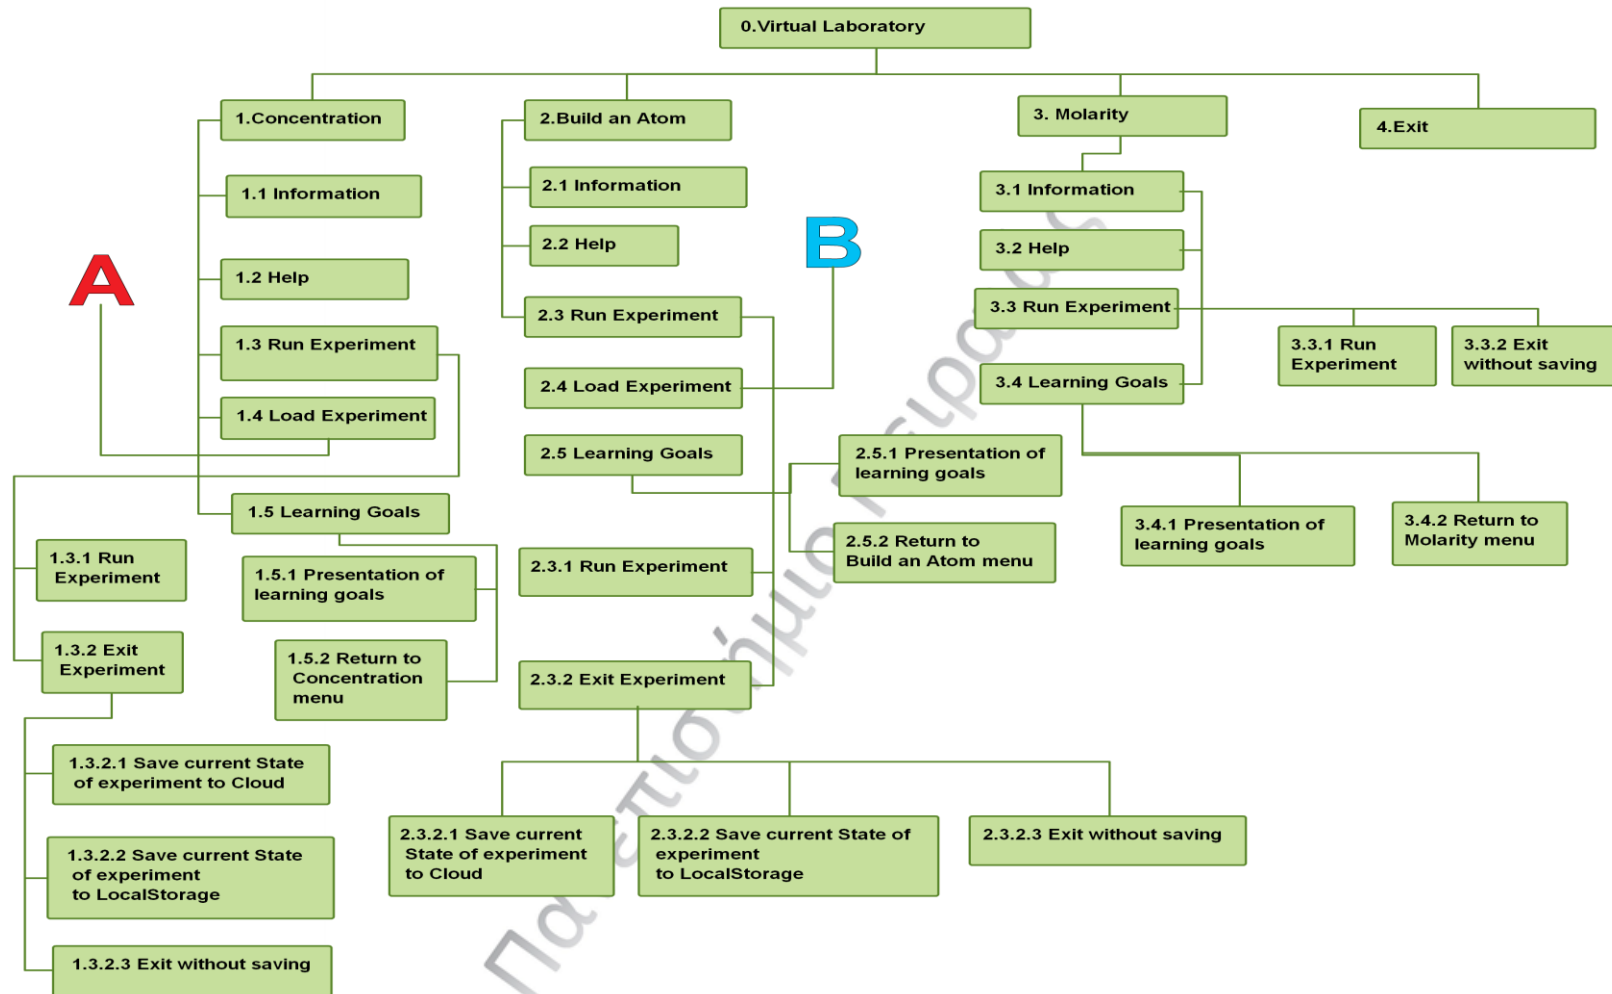 0.Virtual Laboratory
1.Concentration
2.Build an Atom
3. Molarity
4.Exit
1.1 Information
2.1 Information
3.1 Information
A
1.2 Help
2.2 Help
B
3.2 Help
1.3 Run Experiment
2.3 Run Experiment
3.3 Run Experiment
3.3.1 Run
Experiment
3.3.2 Exit
without saving
1.4 Load Experiment
2.4 Load Experiment
3.4 Learning Goals
1.5 Learning Goals
2.5 Learning Goals
2.5.1 Presentation of
learning goals
2.5.2 Return to
Build an Atom menu
3.4.1 Presentation of
learning goals
3.4.2 Return to
Molarity menu
1.3.1 Run
Experiment
1.5.1 Presentation of
learning goals
2.3.1 Run Experiment
1.3.2 Exit
Experiment
1.5.2 Return to
Concentration
menu
2.3.2 Exit Experiment
1.3.2.1 Save current State
of experiment to Cloud
1.3.2.2 Save current State
of experiment
to LocalStorage
1.3.2.3 Exit without saving
2.3.2.1 Save current
State of experiment
to Cloud
2.3.2.2 Save current State of
experiment
to LocalStorage
2.3.2.3 Exit without saving